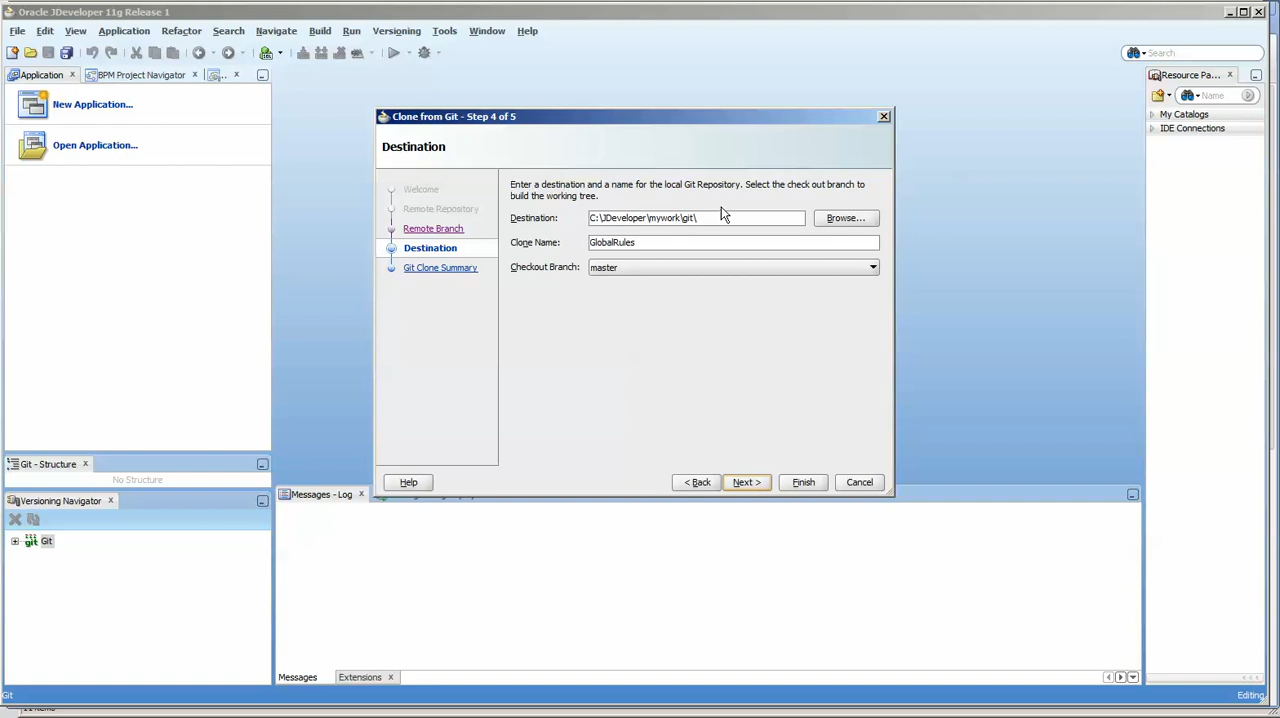 Oracle JDeveloper 11g Release 1
File Edit View Application Refactor Search Navigate Build Run Versioning Tools Window Help
Search
Application BPM Project Navigator ..
Resource Pa...
New Application...
Open Application...
Name
My Catalogs
IDE Connections
Clone from Git - Step 4 of 5
Destination
Welcome
Remote Repository
Remote Branch
Destination
Git Clone Summary
Enter a destination and a name for the local Git Repository. Select the check out branch to
build the working tree.
Destination: C:\JDeveloper\mywork\git\ Browse...
Clone Name: GlobalRules
Checkout Branch: master
Help < Back Next > Finish Cancel
Git - Structure
No Structure
Versioning Navigator
git Git
Messages - Log
Messages Extensions
Git
Editing